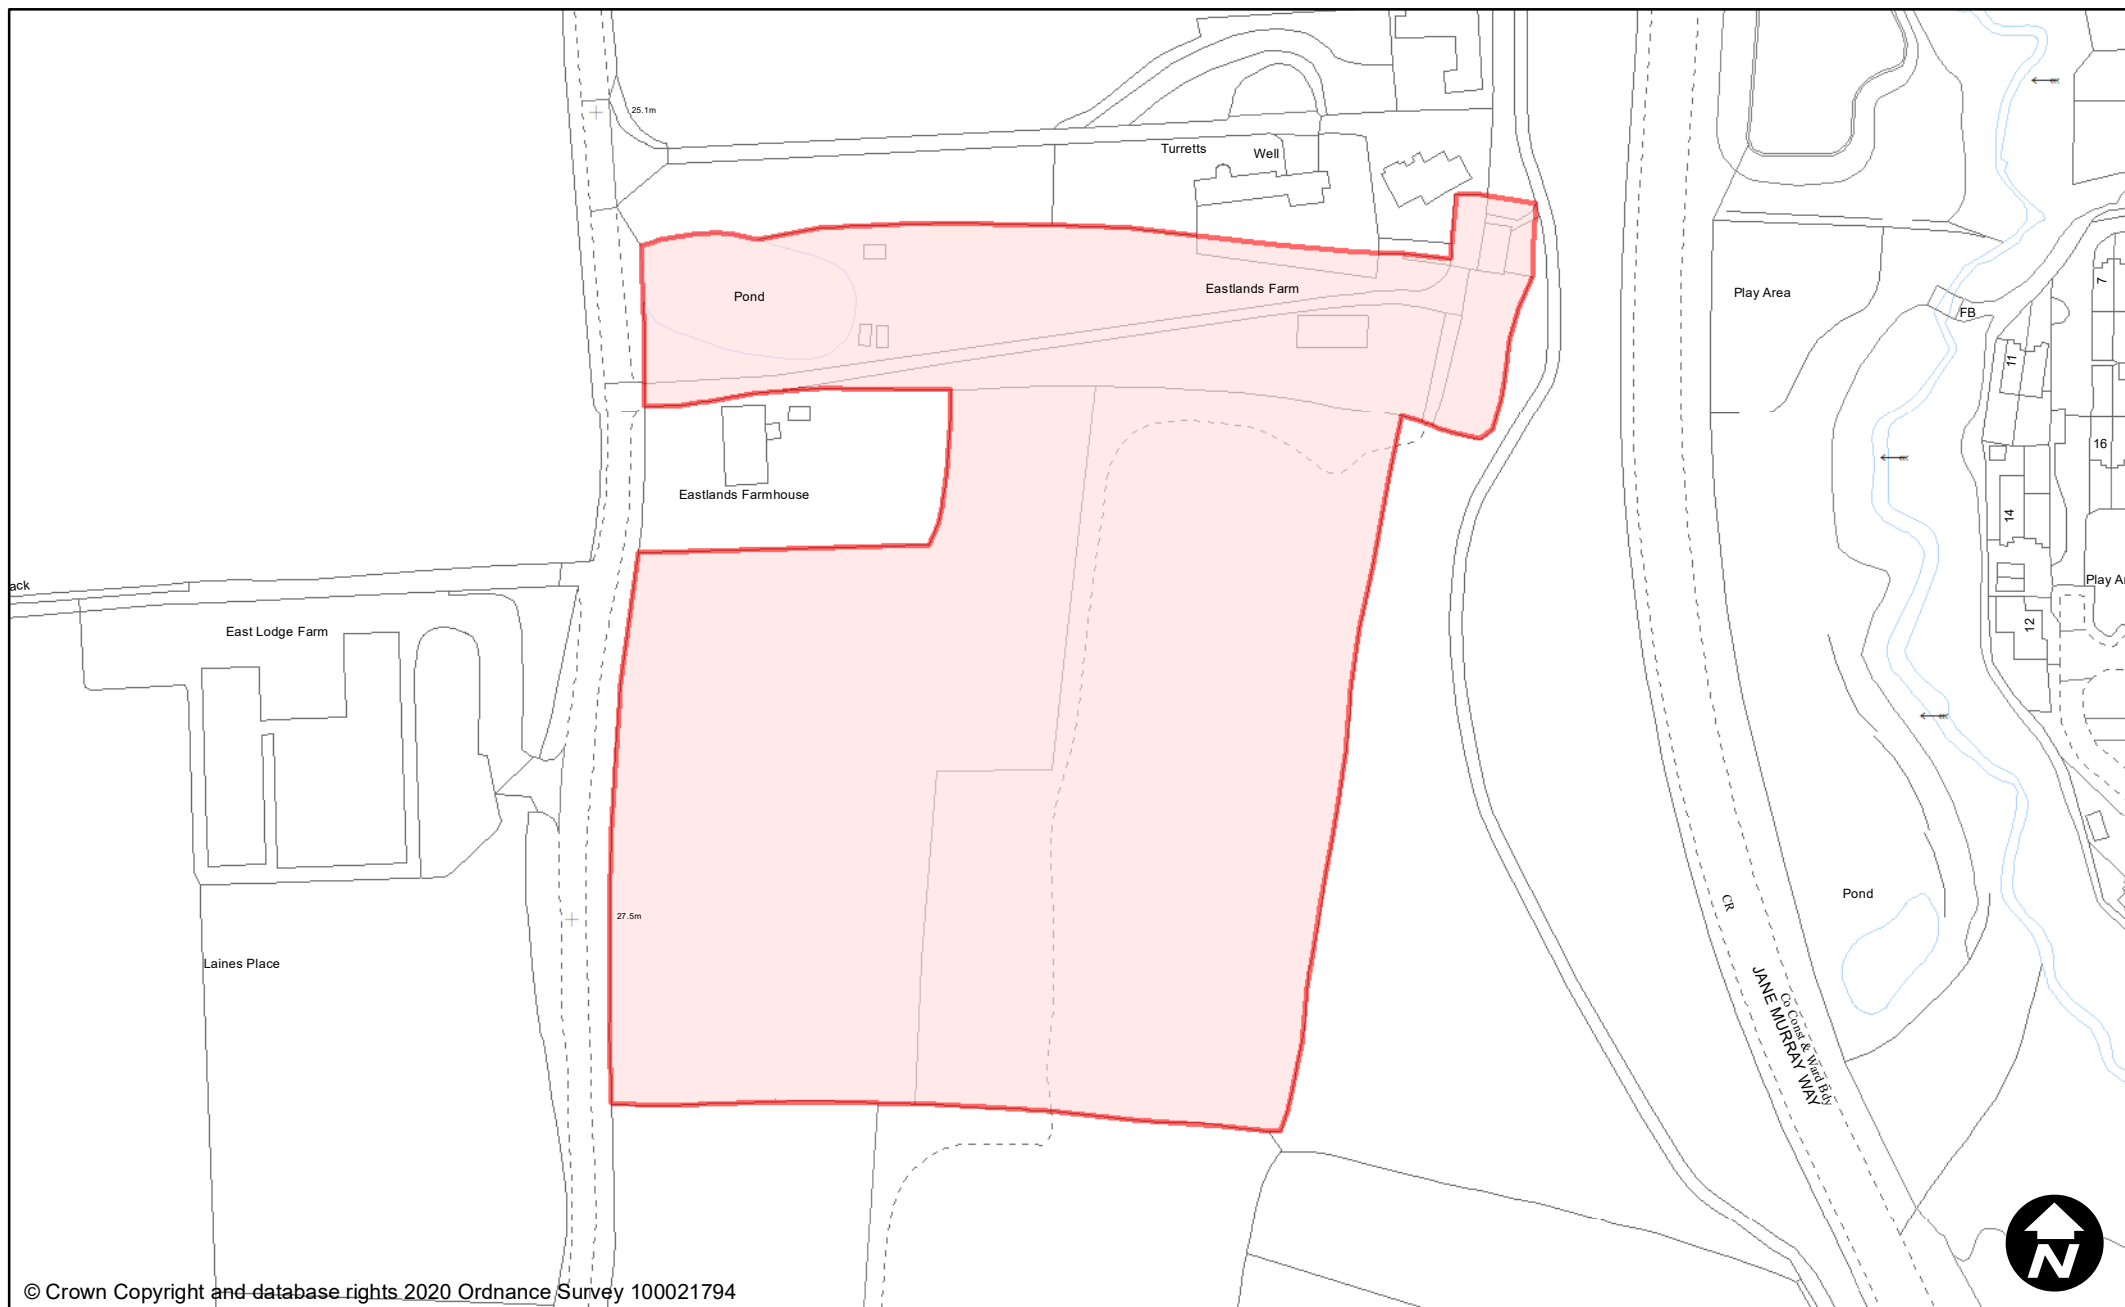 25.1m
Turretts
Well
Pond
Eastlands Farm
Play Area
FB
7
11
16
Eastlands Farmhouse
14
ack
Play A
East Lodge Farm
12
27.5m
Pond
CR
Laines Place
Co Const & Ward Bdy
JANE MURRAY WAY
N
© Crown Copyright and database rights 2020 Ordnance Survey 100021794